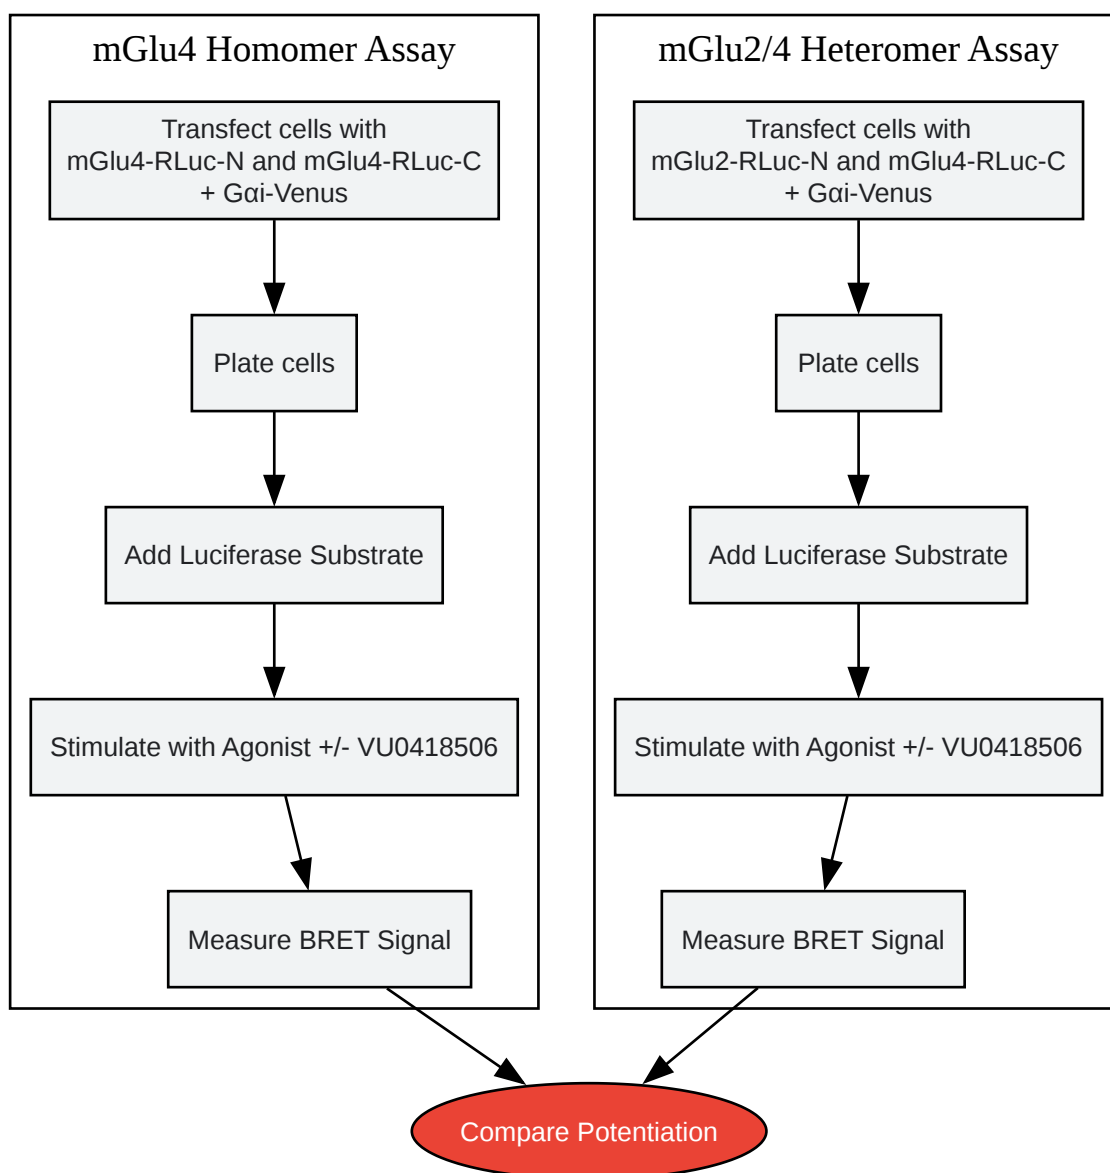 mGlu4 Homomer Assay
Transfect cells with
mGlu4-RLuc-N and mGlu4-RLuc-C
+ Gαi-Venus
Plate cells
Add Luciferase Substrate
Stimulate with Agonist +/- VU0418506
Measure BRET Signal
mGlu2/4 Heteromer Assay
Transfect cells with
mGlu2-RLuc-N and mGlu4-RLuc-C
+ Gαi-Venus
Plate cells
Add Luciferase Substrate
Stimulate with Agonist +/- VU0418506
Measure BRET Signal
Compare Potentiation